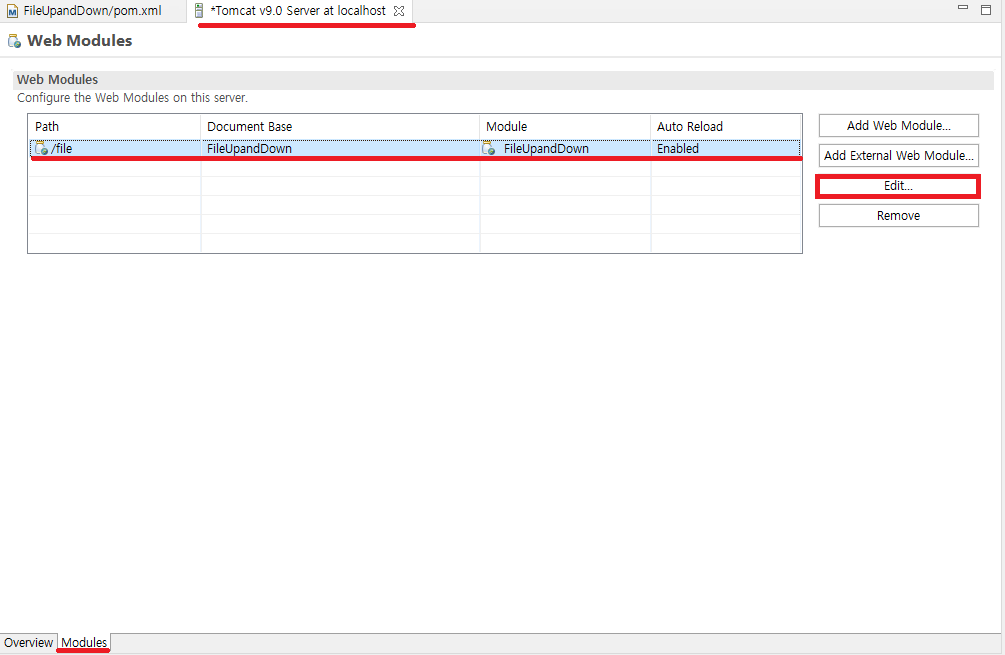 FileUpandDown/pom.xml *Tomcat v9.0 Server at localhost
Web Modules
Web Modules
Configure the Web Modules on this server.
Path Document Base Module Auto Reload
/file FileUpandDown FileUpandDown Enabled
Add Web Module...
Add External Web Module...
Edit...
Remove
Overview Modules